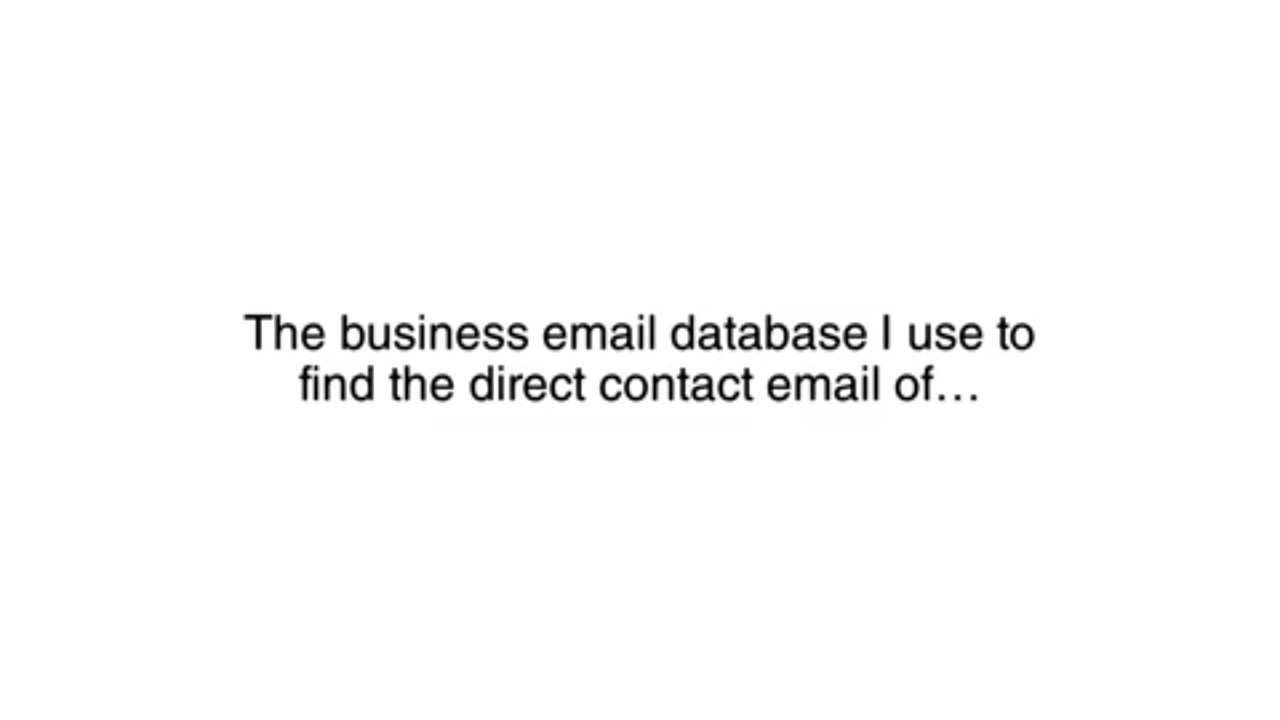 The business email database I use to
find the direct contact email of…